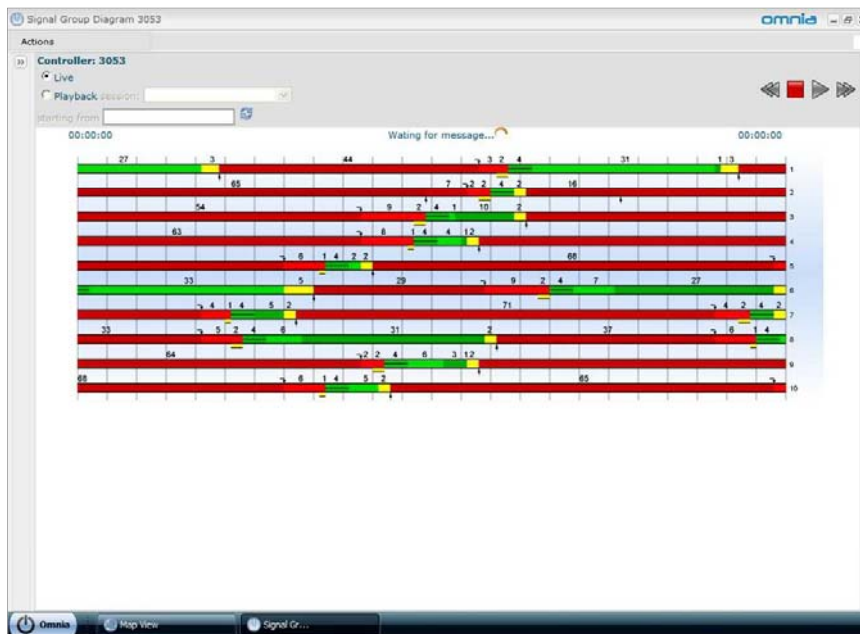 Signal Group Diagram 3053
omnia
Actions
Controller: 3053
Live
Playback session:
starting from
00:00:00 Wating for message... 00:00:00
27 3 44 3 2 4 31 1 3 1
65 7 2 2 4 2 16 2
54 9 2 4 1 10 2 3
63 8 1 4 4 1 2 4
6 1 4 2 2 68 5
33 5 29 9 2 4 7 27 6
4 1 4 5 2 71 4 2 4 2 7
33 5 2 4 6 31 2 37 6 1 4 8
64 2 2 4 6 3 1 2 9
68 6 1 4 5 2 65 10
Omnia Map View Signal Gr...